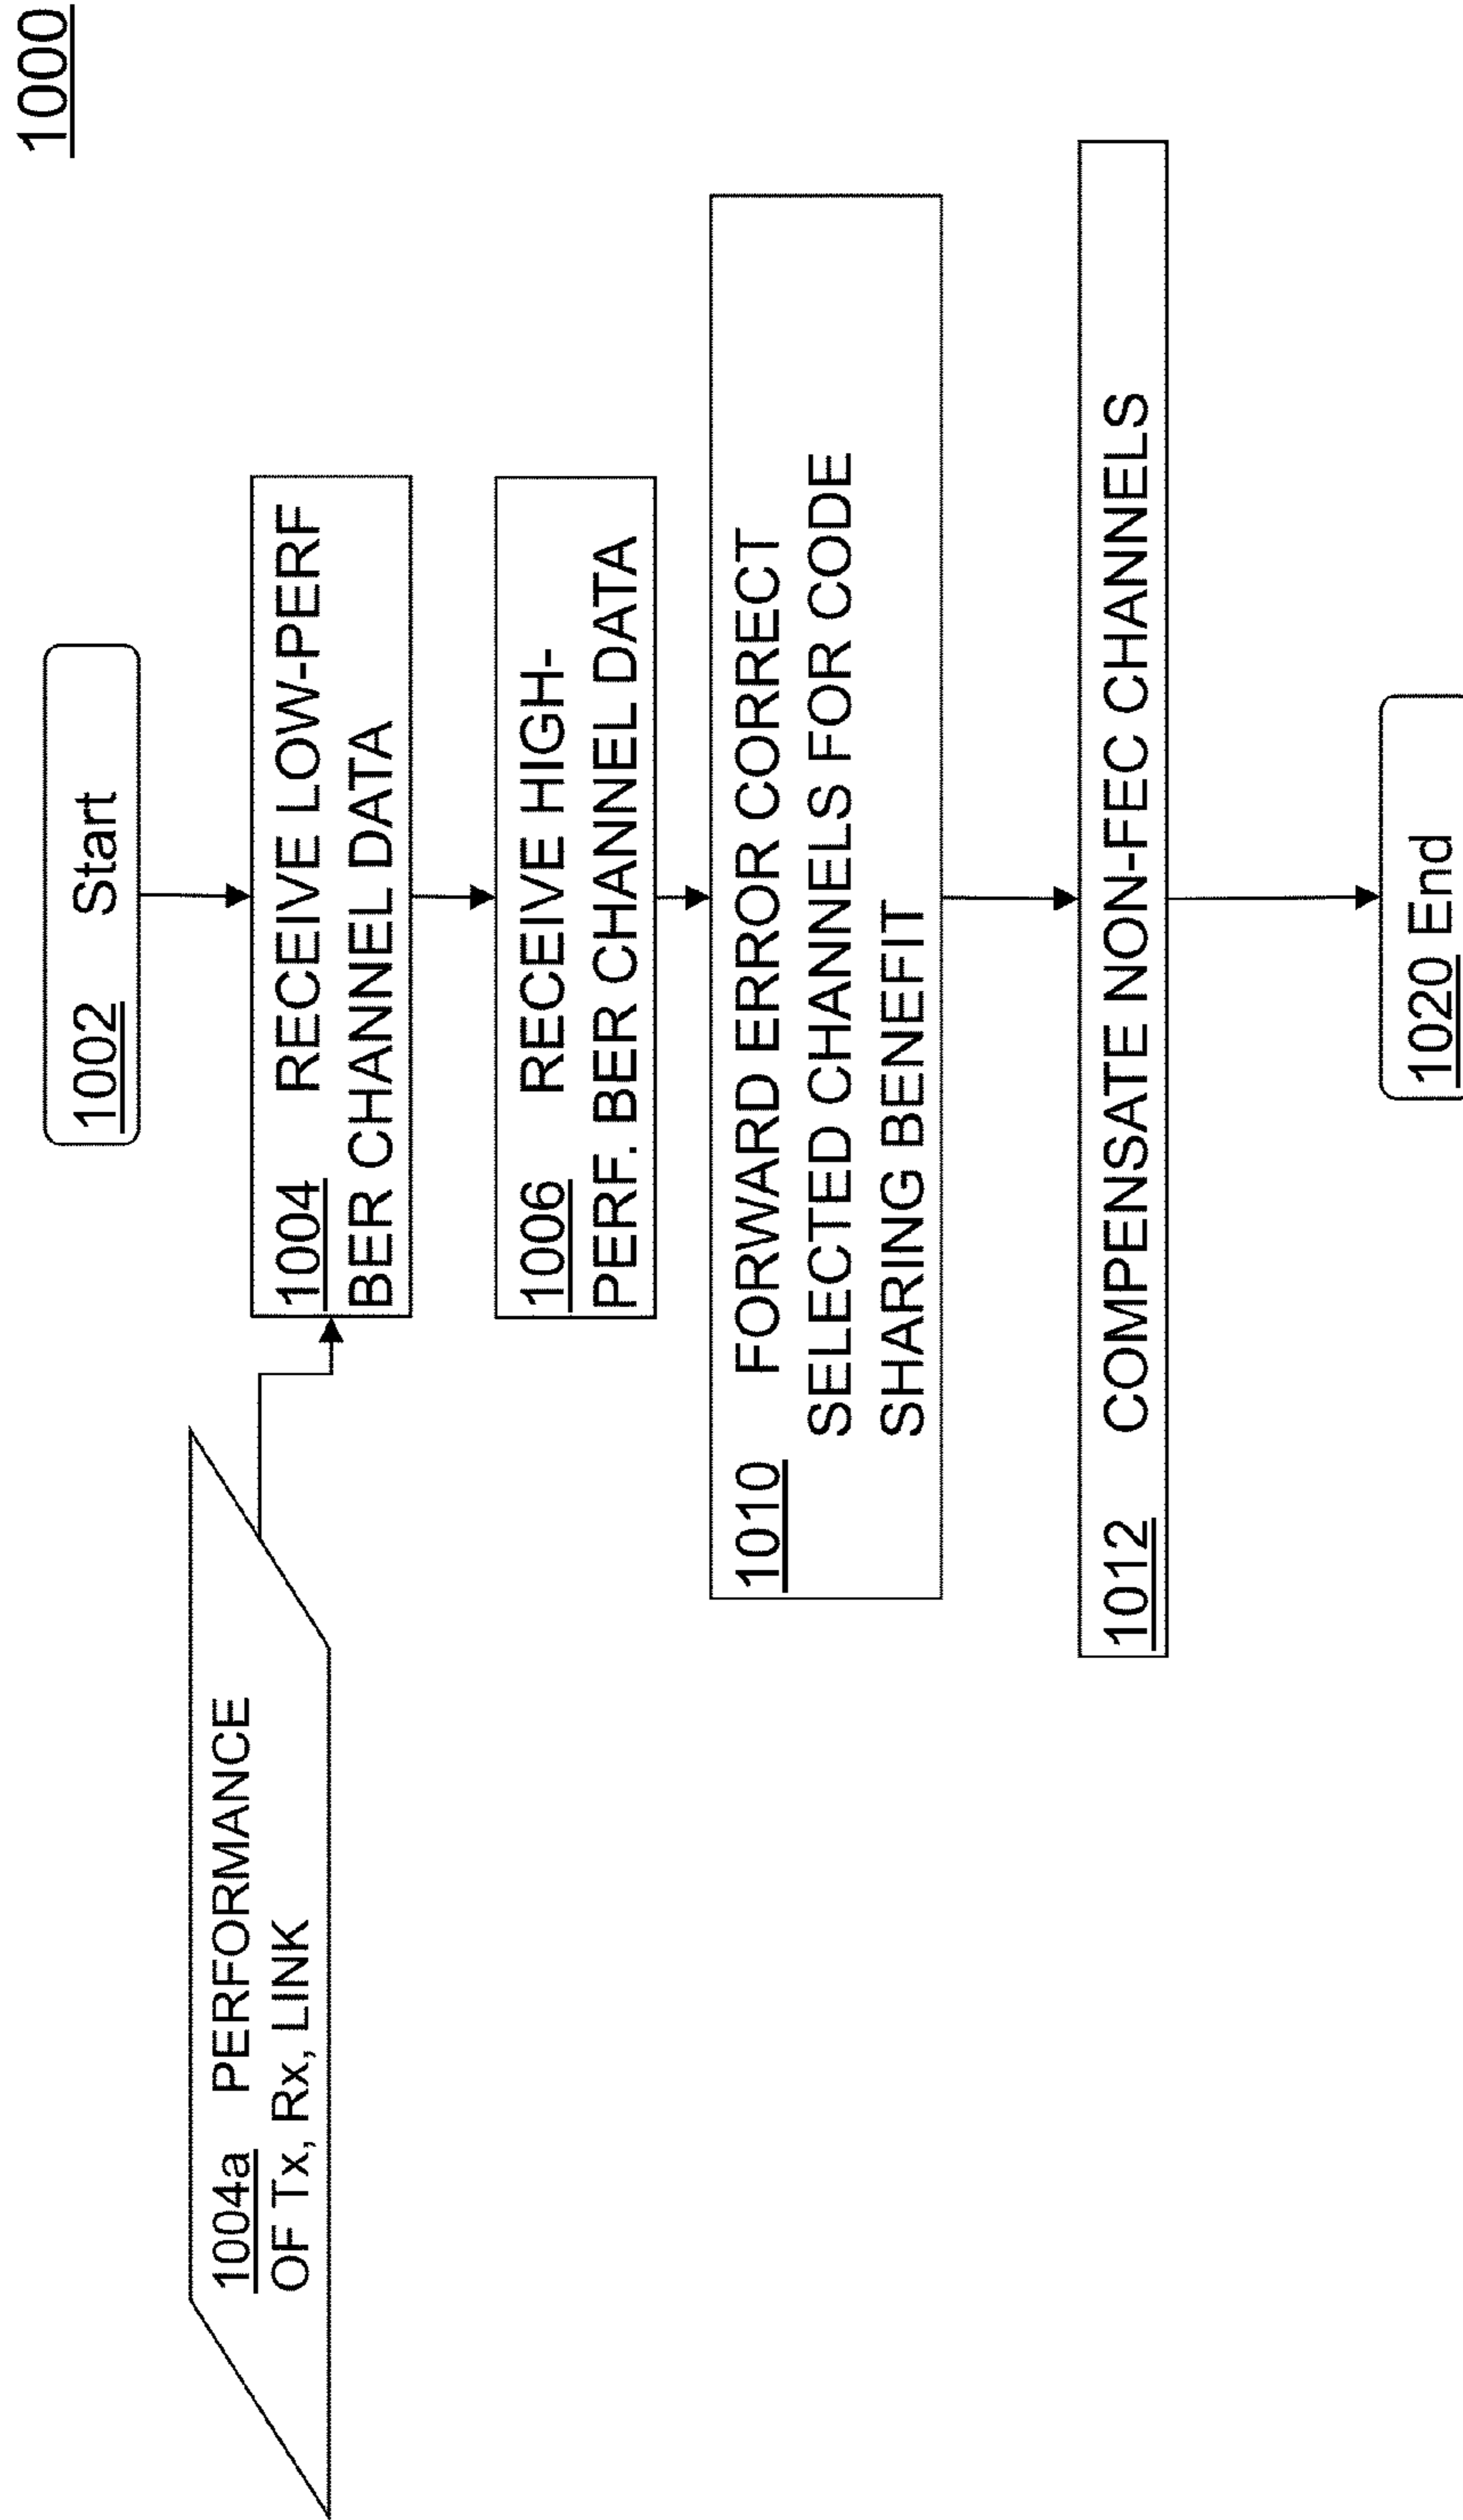 1000
1002 Start
1004a PERFORMANCE
OF Tx, Rx, LINK
1004 RECEIVE LOW-PERF
BER CHANNEL DATA
1006 RECEIVE HIGH-
PERF. BER CHANNEL DATA
1010 FORWARD ERROR CORRECT
SELECTED CHANNELS FOR CODE
SHARING BENEFIT
1012 COMPENSATE NON-FEC CHANNELS
1020 End